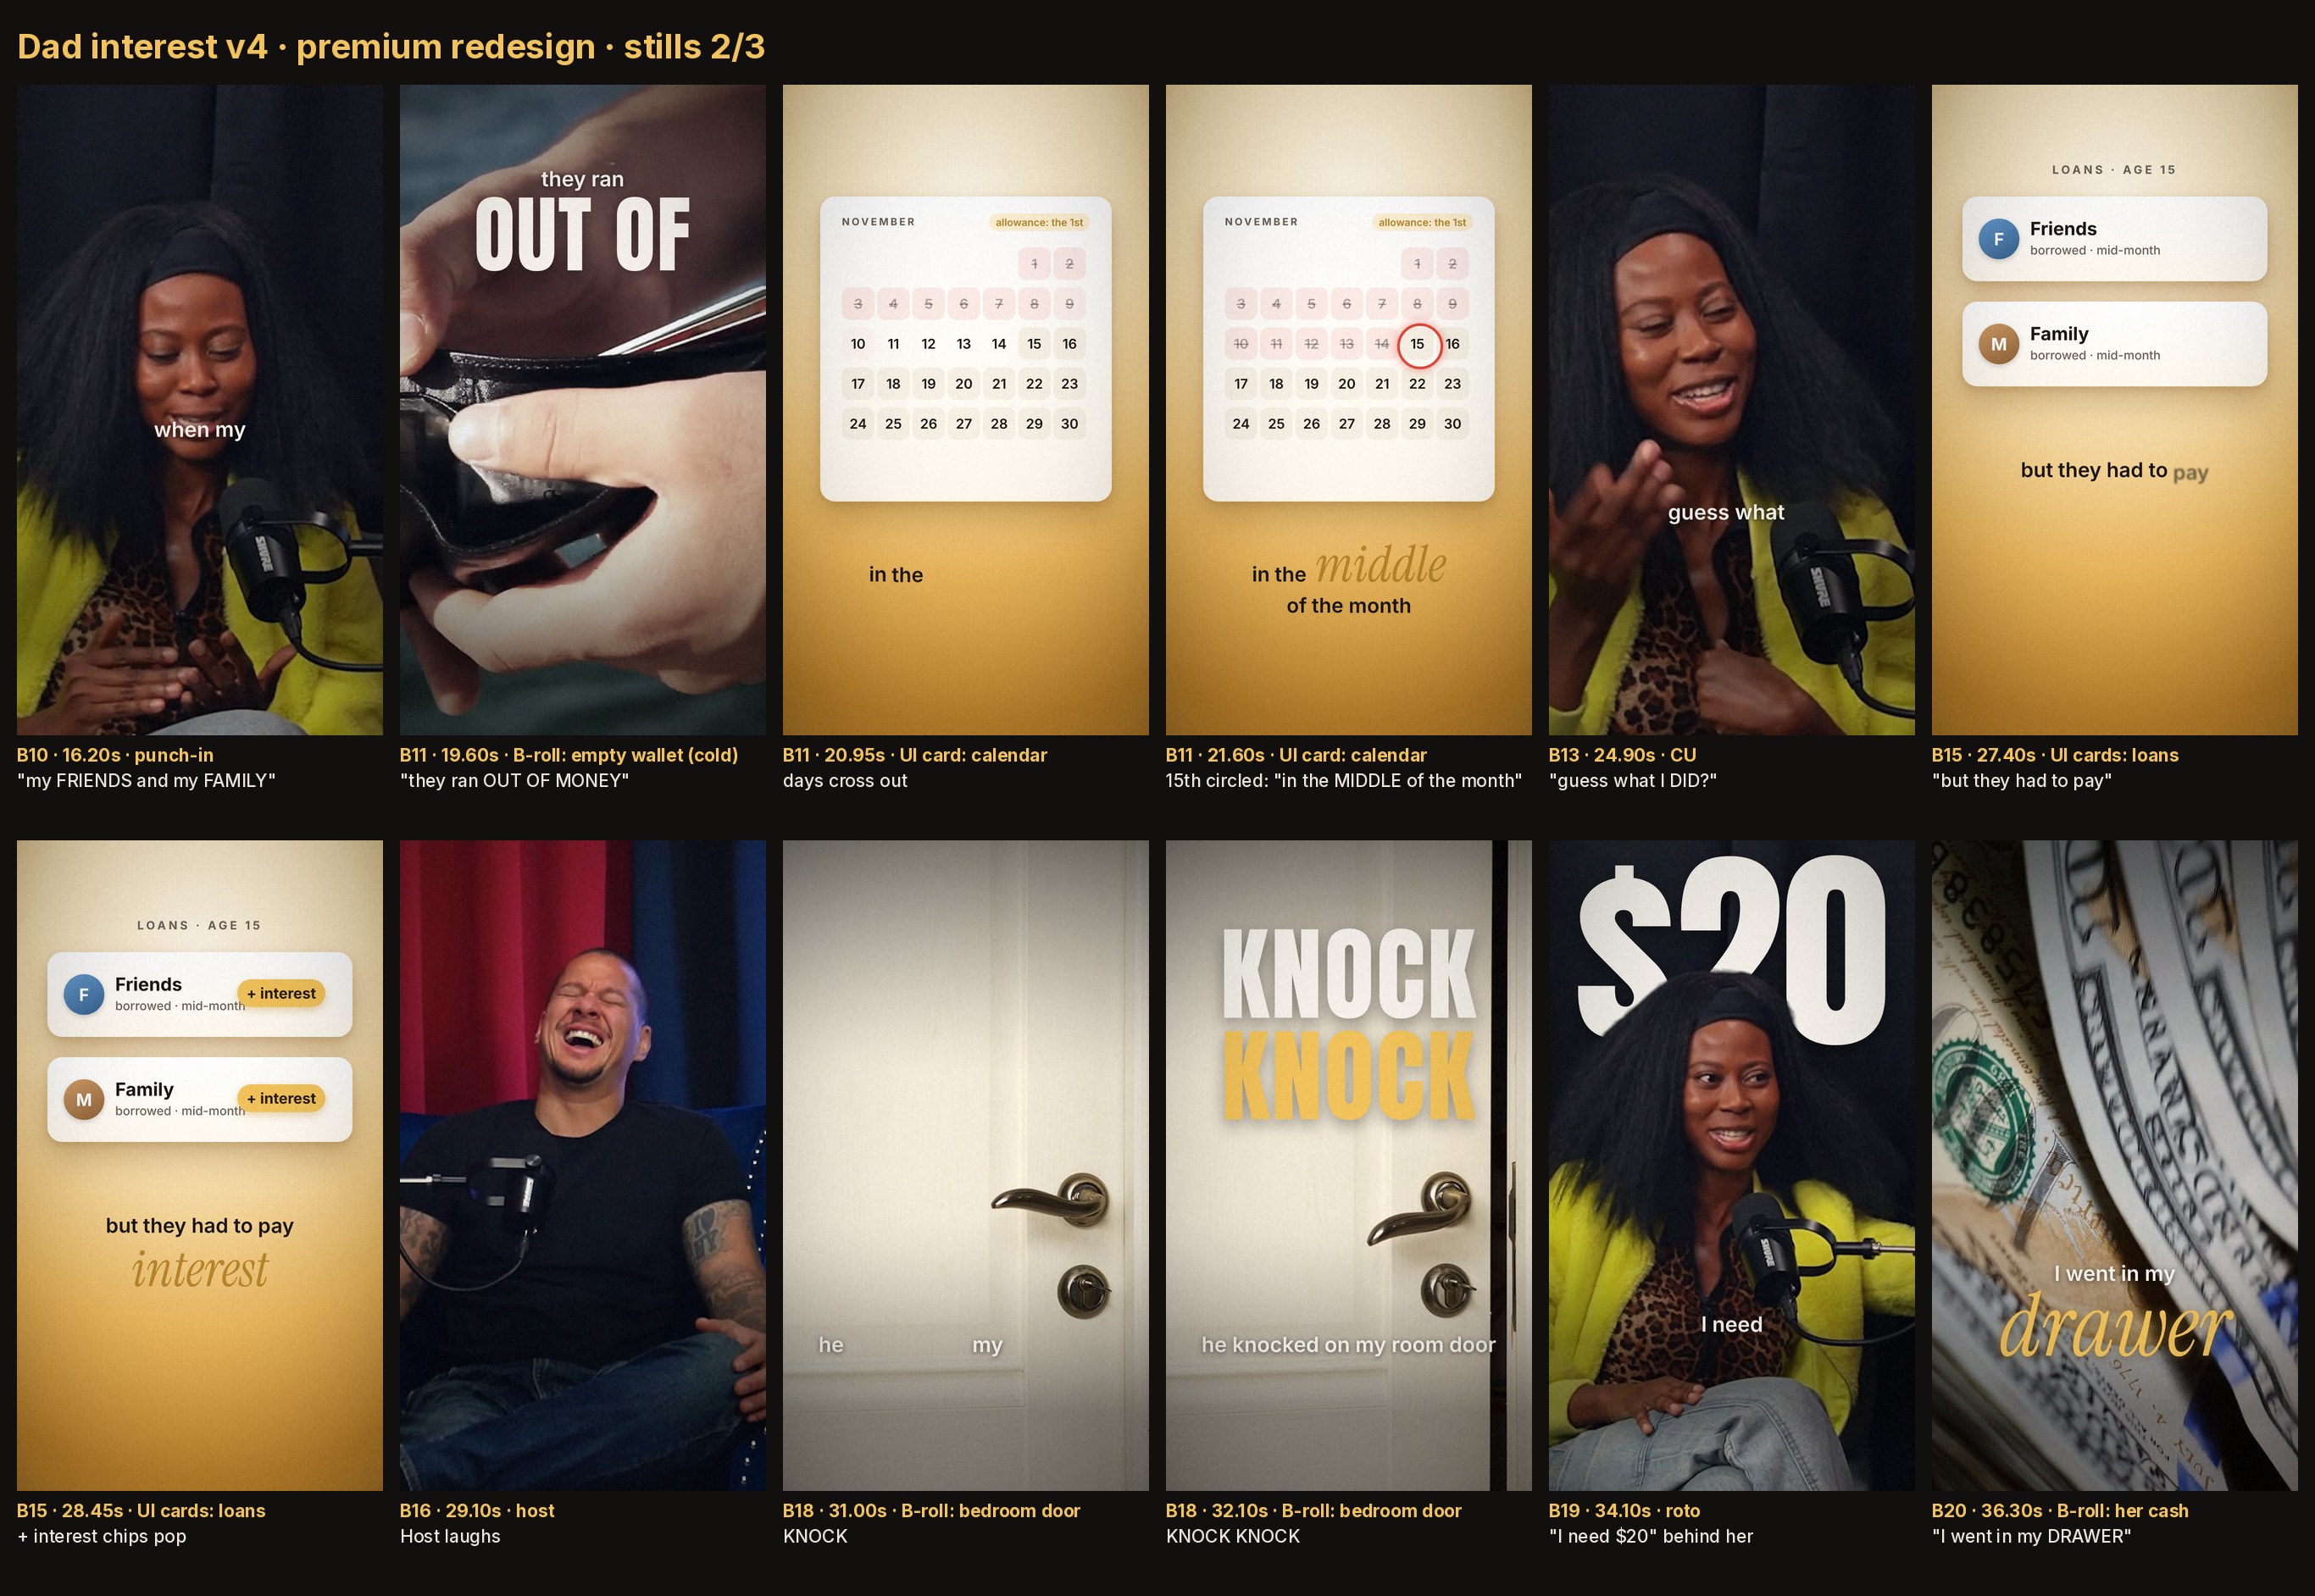 Dad interest v4 · premium redesign · stills 2/3
when my
SHURE
B10 · 16.20s · punch-in
"my FRIENDS and my FAMILY"
they ran
OUT OF
B11 · 19.60s · B-roll: empty wallet (cold)
"they ran OUT OF MONEY"
NOVEMBER allowance: the 1st
1 2
3 4 5 6 7 8 9
10 11 12 13 14 15 16
17 18 19 20 21 22 23
24 25 26 27 28 29 30
in the
B11 · 20.95s · UI card: calendar
days cross out
NOVEMBER allowance: the 1st
1 2
3 4 5 6 7 8 9
10 11 12 13 14 15 16
17 18 19 20 21 22 23
24 25 26 27 28 29 30
in the middle
of the month
B11 · 21.60s · UI card: calendar
15th circled: "in the MIDDLE of the month"
guess what
SHURE
B13 · 24.90s · CU
"guess what I DID?"
LOANS · AGE 15
F Friends
borrowed · mid-month
M Family
borrowed · mid-month
but they had to pay
B15 · 27.40s · UI cards: loans
"but they had to pay"
LOANS · AGE 15
F Friends + interest
borrowed · mid-month
M Family + interest
borrowed · mid-month
but they had to pay
interest
B15 · 28.45s · UI cards: loans
+ interest chips pop
B16 · 29.10s · host
Host laughs
he my
B18 · 31.00s · B-roll: bedroom door
KNOCK
KNOCK
KNOCK
he knocked on my room door
B18 · 32.10s · B-roll: bedroom door
KNOCK KNOCK
$20
SHURE
I need
B19 · 34.10s · roto
"I need $20" behind her
FRANKLIN
I went in my
drawer
B20 · 36.30s · B-roll: her cash
"I went in my DRAWER"